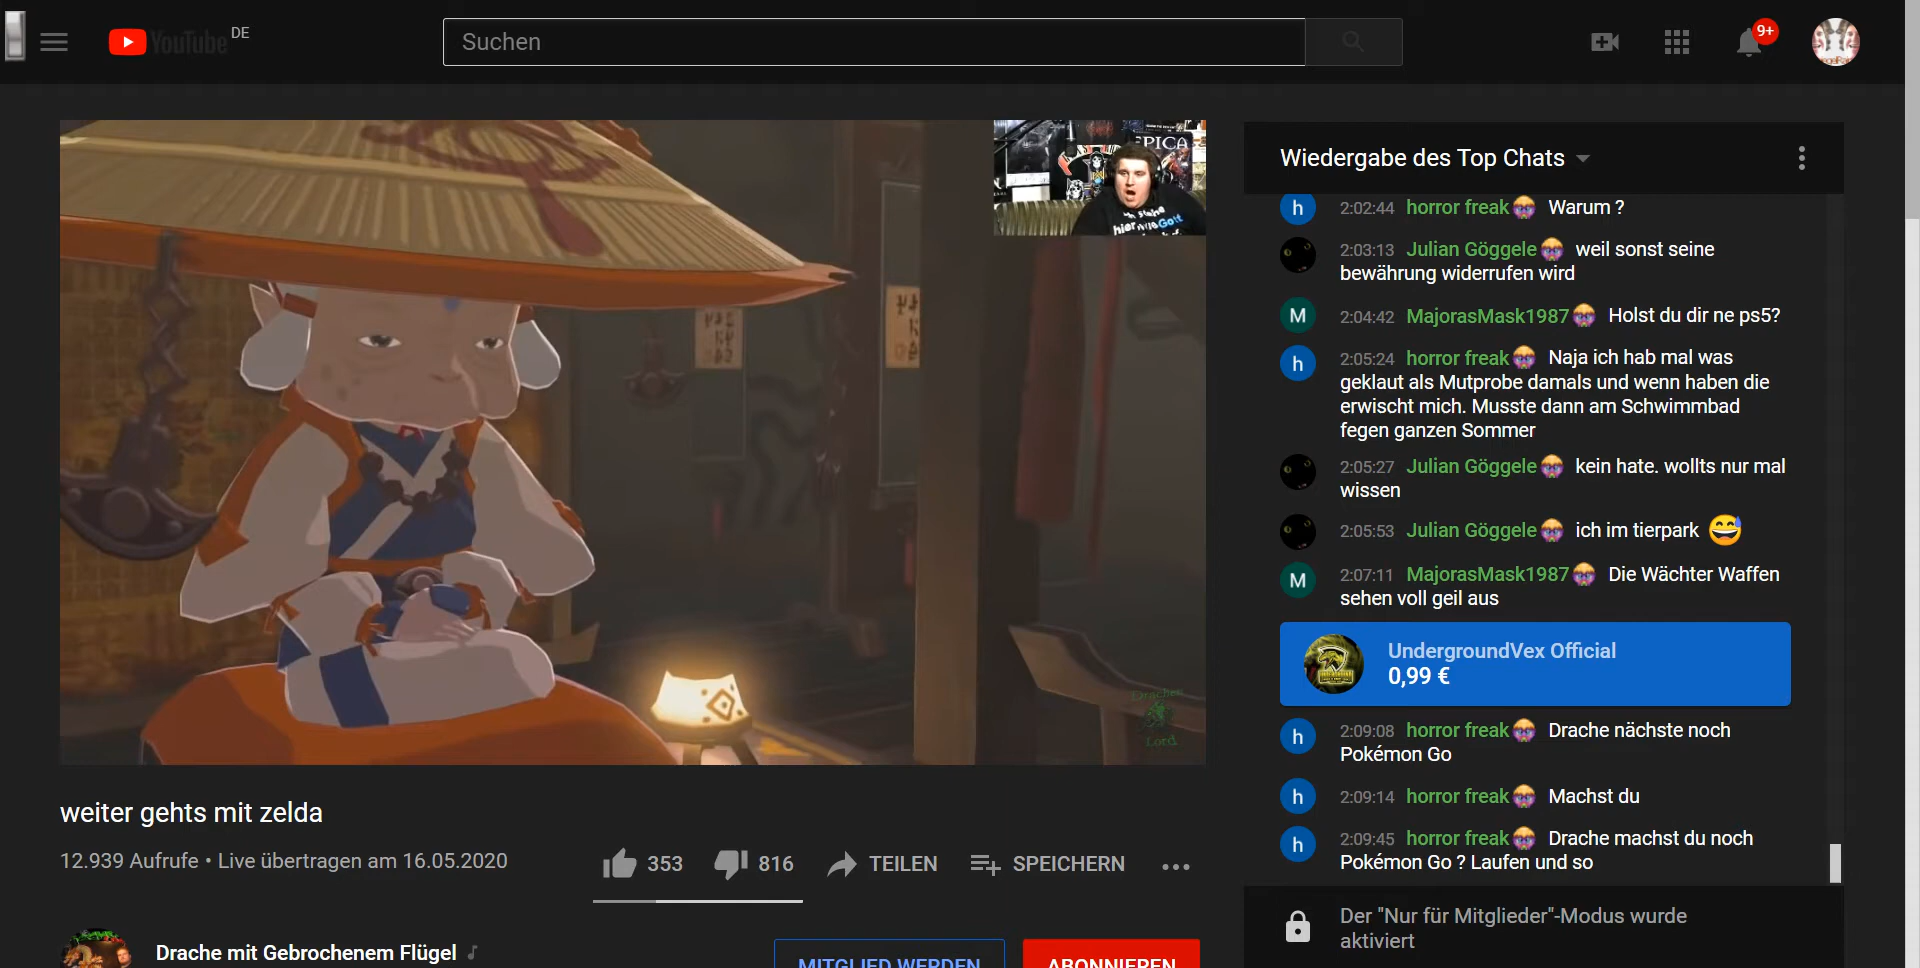 YouTube DE
Suchen
9+
EPICA
hier
Gott
Drachen
Lord
weiter gehts mit zelda
12.939 Aufrufe • Live übertragen am 16.05.2020
353
816
TEILEN
SPEICHERN
Drache mit Gebrochenem Flügel
MITGLIED WERDEN
ABONNIEREN
Wiedergabe des Top Chats
h
2:02:44 horror freak Warum ?
2:03:13 Julian Göggele weil sonst seine
bewährung widerrufen wird
M
2:04:42 MajorasMask1987 Holst du dir ne ps5?
h
2:05:24 horror freak Naja ich hab mal was
geklaut als Mutprobe damals und wenn haben die
erwischt mich. Musste dann am Schwimmbad
fegen ganzen Sommer
2:05:27 Julian Göggele kein hate. wollts nur mal
wissen
2:05:53 Julian Göggele ich im tierpark 😅
M
2:07:11 MajorasMask1987 Die Wächter Waffen
sehen voll geil aus
UndergroundVex Official
0,99 €
h
2:09:08 horror freak Drache nächste noch
Pokémon Go
h
2:09:14 horror freak Machst du
h
2:09:45 horror freak Drache machst du noch
Pokémon Go ? Laufen und so
Der "Nur für Mitglieder"-Modus wurde
aktiviert